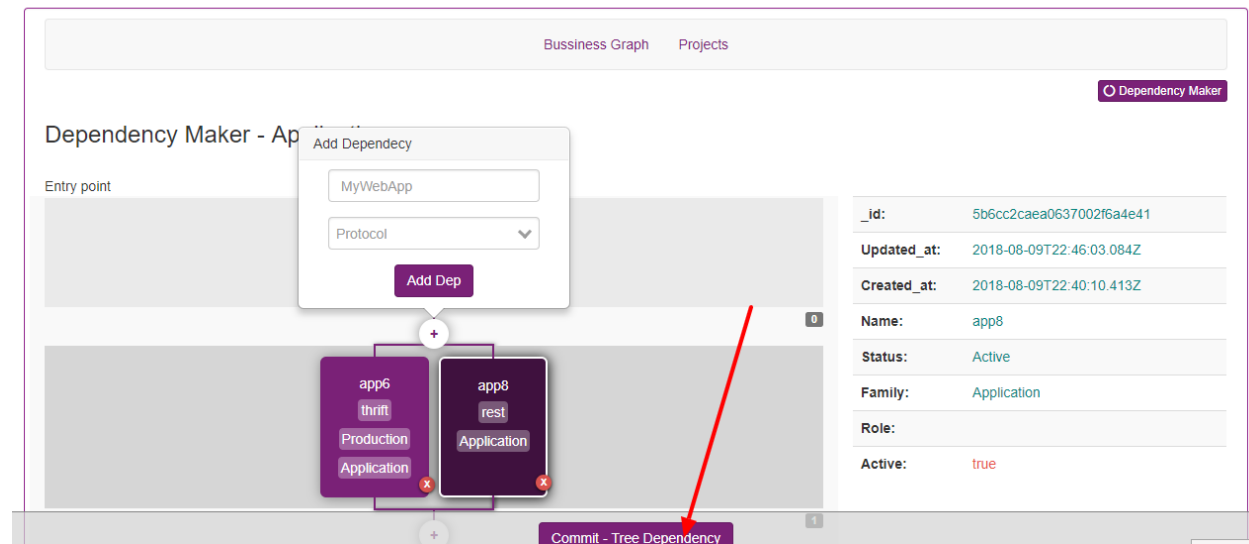 Bussiness Graph Projects
Dependency Maker
Dependency Maker - Ap
Add Dependecy
Entry point
MyWebApp
Protocol
Add Dep
+
0
app6
thrift
Production
Application
X
app8
rest
Application
X
+
1
Commit - Tree Dependency
_id: 5b6cc2caea0637002f6a4e41
Updated_at: 2018-08-09T22:46:03.084Z
Created_at: 2018-08-09T22:40:10.413Z
Name: app8
Status: Active
Family: Application
Role:
Active: true